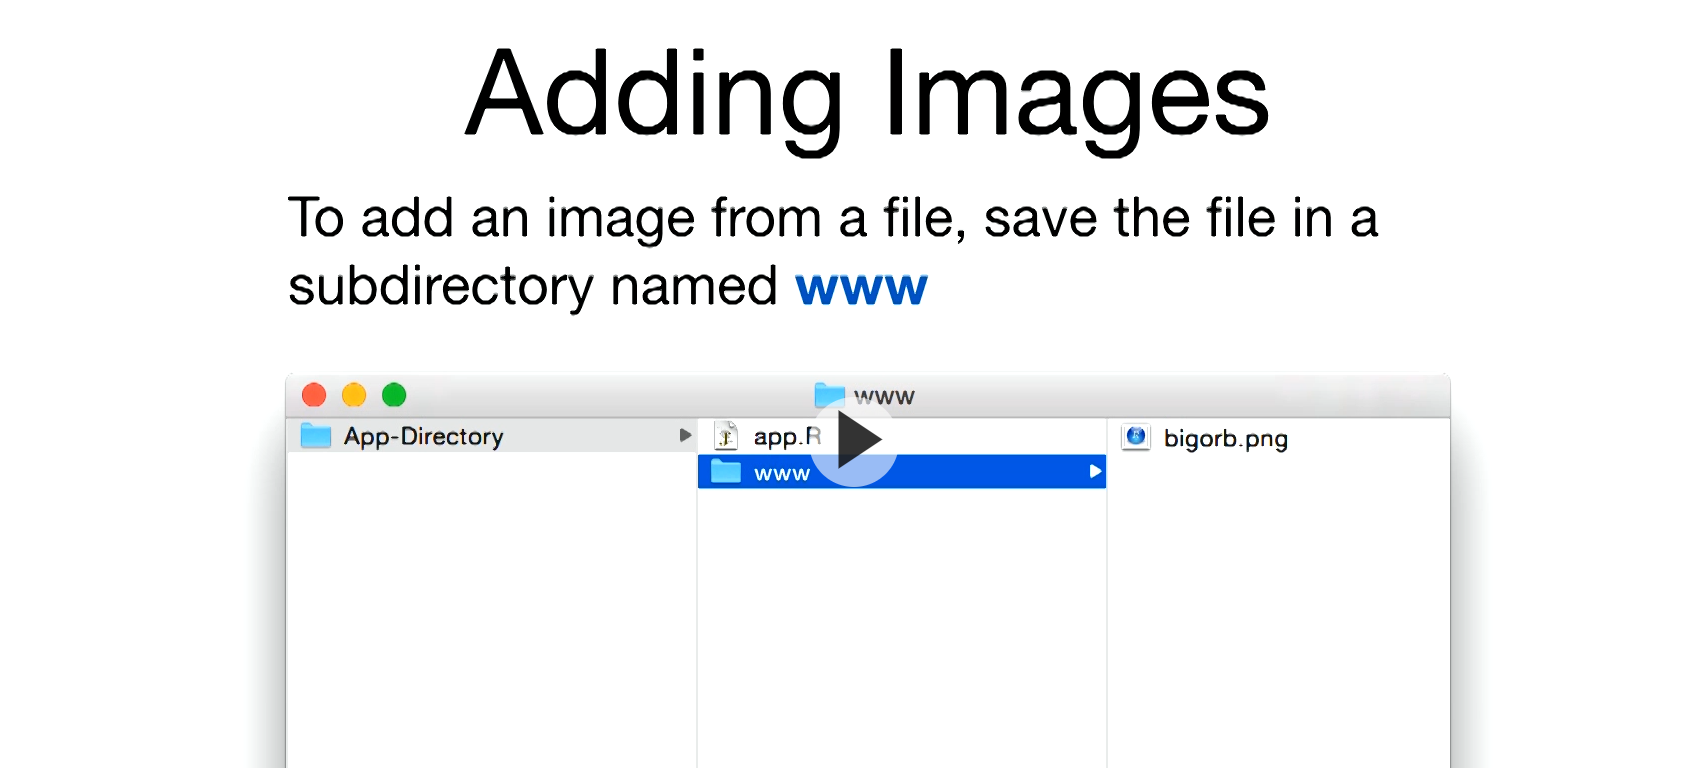 Adding Images
To add an image from a file, save the file in a
subdirectory named www
www
App-Directory
app.R
www
bigorb.png